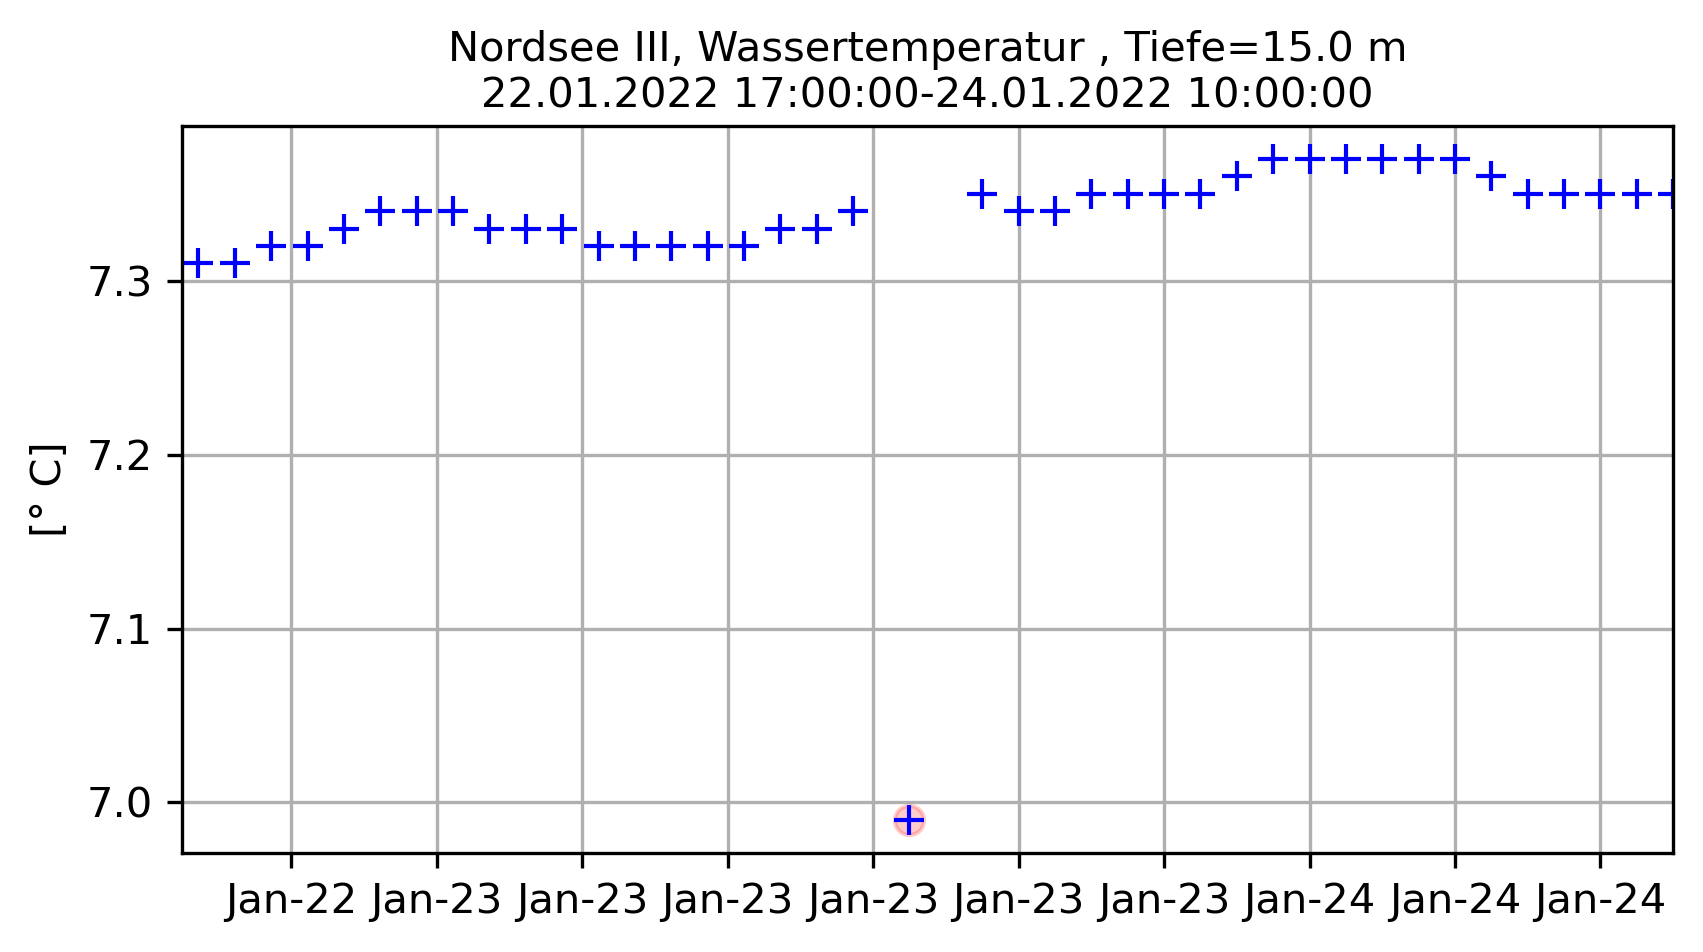 Nordsee III, Wassertemperatur , Tiefe=15.0 m
22.01.2022 17:00:00-24.01.2022 10:00:00
[° C]
7.3
7.2
7.1
7.0
Jan-22 Jan-23 Jan-23 Jan-23 Jan-23 Jan-23 Jan-23 Jan-24 Jan-24 Jan-24